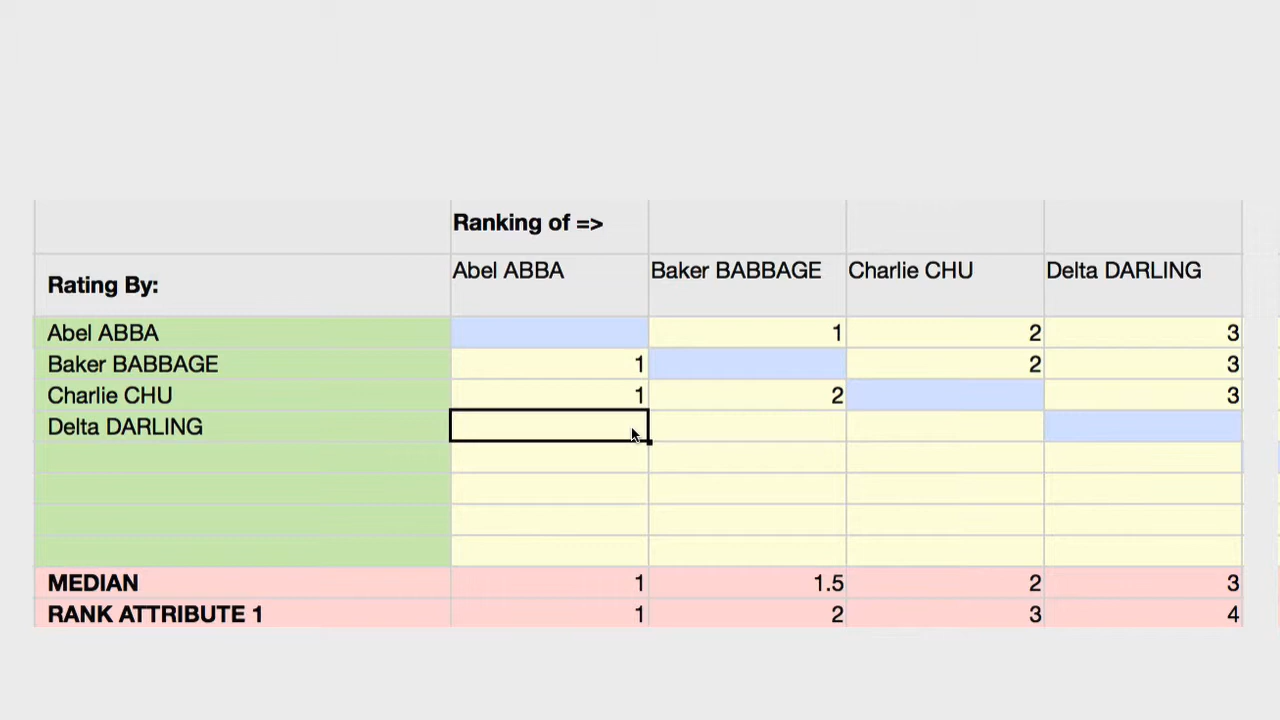 Ranking of =>
Rating By: Abel ABBA Baker BABBAGE Charlie CHU Delta DARLING
Abel ABBA 1 2 3
Baker BABBAGE 1 2 3
Charlie CHU 1 2 3
Delta DARLING
MEDIAN 1 1.5 2 3
RANK ATTRIBUTE 1 1 2 3 4